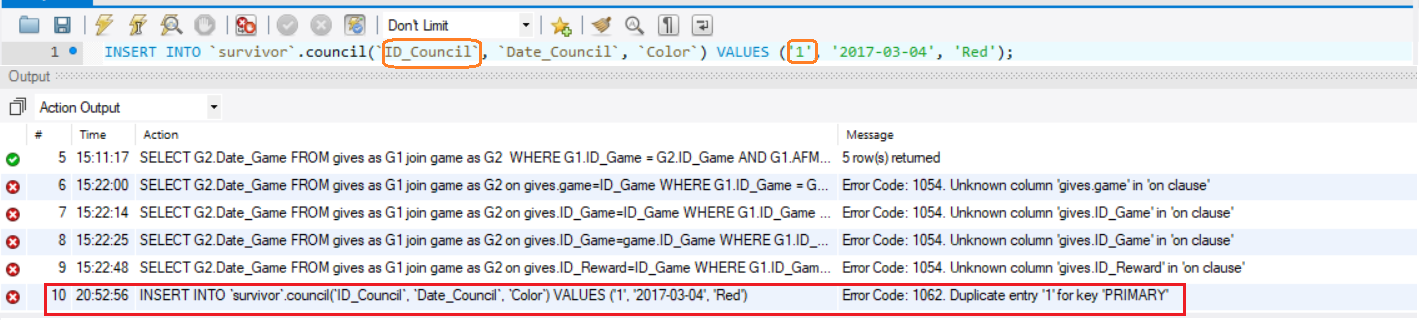 Don't Limit
1 INSERT INTO `survivor`.council(`ID_Council`, `Date_Council`, `Color`) VALUES ('1', '2017-03-04', 'Red');
Output
Action Output
# Time Action Message
5 15:11:17 SELECT G2.Date_Game FROM gives as G1 join game as G2 WHERE G1.ID_Game = G2.ID_Game AND G1.AFM... 5 row(s) returned
6 15:22:00 SELECT G2.Date_Game FROM gives as G1 join game as G2 on gives.game=ID_Game WHERE G1.ID_Game = G... Error Code: 1054. Unknown column 'gives.game' in 'on clause'
7 15:22:14 SELECT G2.Date_Game FROM gives as G1 join game as G2 on gives.ID_Game=ID_Game WHERE G1.ID_Game ... Error Code: 1054. Unknown column 'gives.ID_Game' in 'on clause'
8 15:22:25 SELECT G2.Date_Game FROM gives as G1 join game as G2 on gives.ID_Game=game.ID_Game WHERE G1.ID_... Error Code: 1054. Unknown column 'gives.ID_Game' in 'on clause'
9 15:22:48 SELECT G2.Date_Game FROM gives as G1 join game as G2 on gives.ID_Reward=ID_Game WHERE G1.ID_Gam... Error Code: 1054. Unknown column 'gives.ID_Reward' in 'on clause'
10 20:52:56 INSERT INTO `survivor`.council(`ID_Council`, `Date_Council`, `Color`) VALUES ('1', '2017-03-04', 'Red') Error Code: 1062. Duplicate entry '1' for key 'PRIMARY'